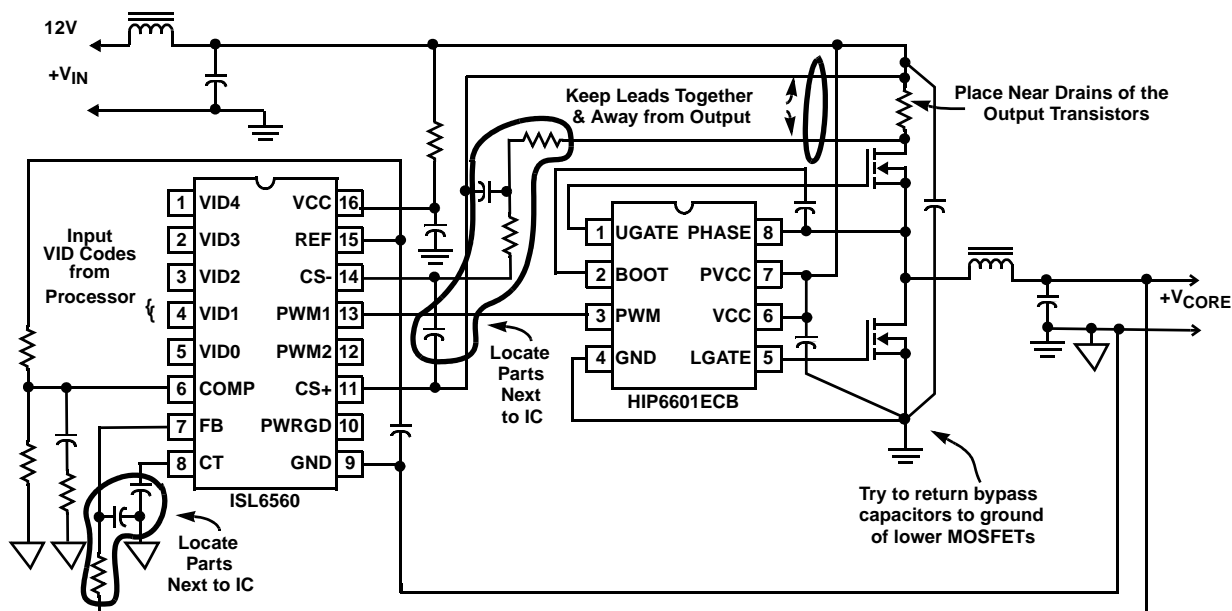 12V
+VIN
Keep Leads Together
& Away from Output
Place Near Drains of the
Output Transistors
Input
VID Codes
from
Processor
1 VID4
2 VID3
3 VID2
4 VID1
5 VID0
6 COMP
7 FB
8 CT
VCC 16
REF 15
CS- 14
PWM1 13
PWM2 12
CS+ 11
PWRGD 10
GND 9
ISL6560
Locate
Parts
Next
to IC
1 UGATE
2 BOOT
3 PWM
4 GND
PHASE 8
PVCC 7
VCC 6
LGATE 5
HIP6601ECB
+VCORE
Try to return bypass
capacitors to ground
of lower MOSFETs
Locate
Parts
Next to IC